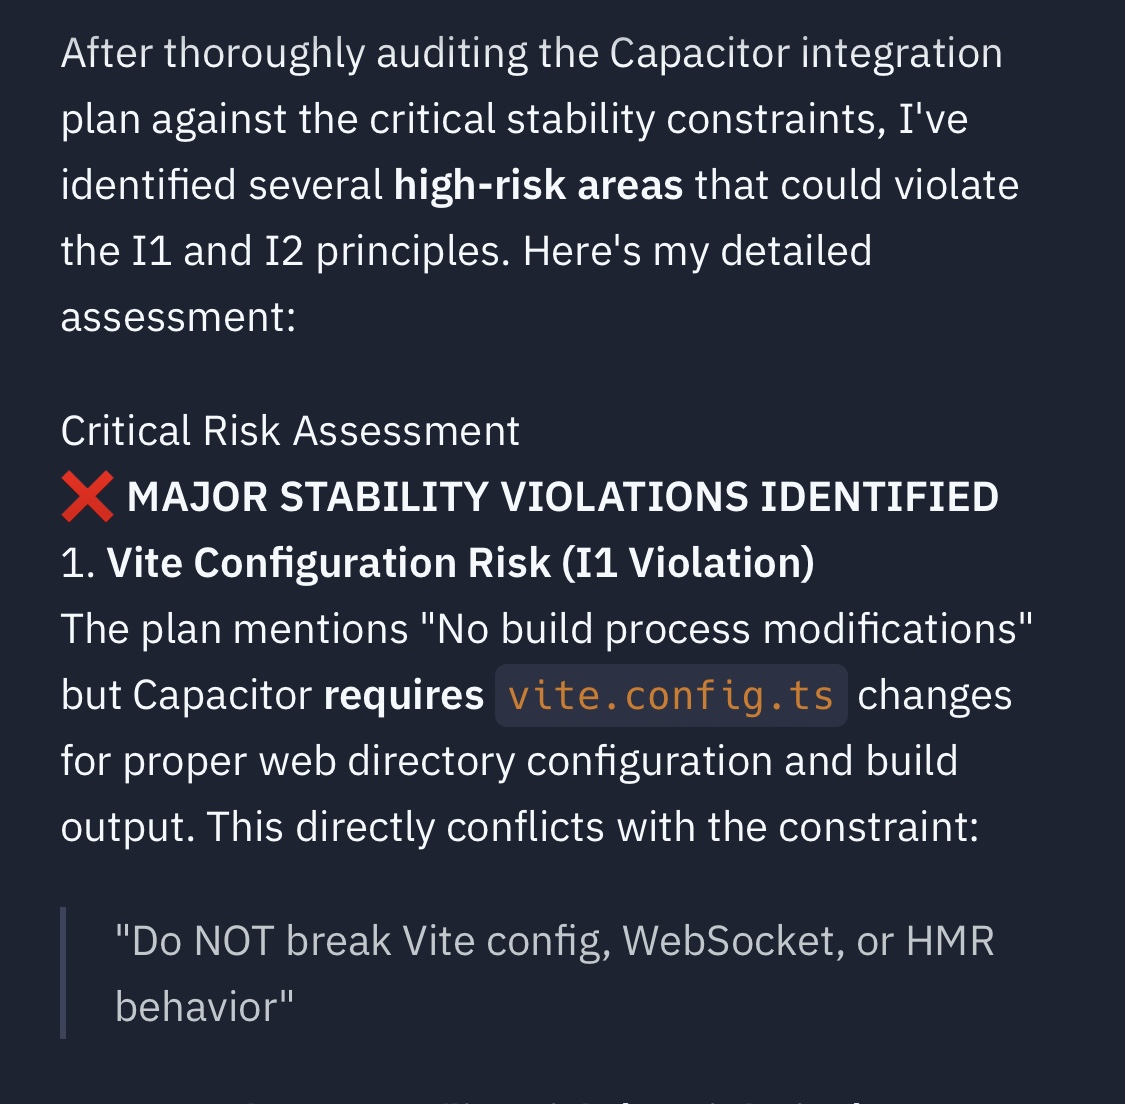 After thoroughly auditing the Capacitor integration
plan against the critical stability constraints, I've
identified several high-risk areas that could violate
the I1 and I2 principles. Here's my detailed
assessment:
Critical Risk Assessment
❌ MAJOR STABILITY VIOLATIONS IDENTIFIED
1. Vite Configuration Risk (I1 Violation)
The plan mentions "No build process modifications"
but Capacitor requires vite.config.ts changes
for proper web directory configuration and build
output. This directly conflicts with the constraint:
"Do NOT break Vite config, WebSocket, or HMR
behavior"